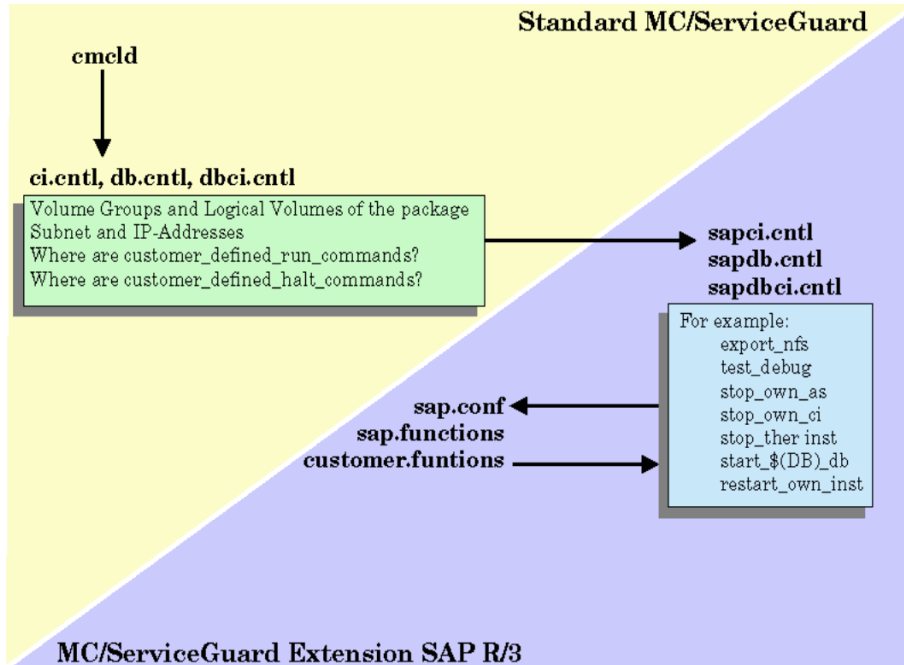 Standard MC/ServiceGuard
cmcld
ci.cntl, db.cntl, dbci.cntl
Volume Groups and Logical Volumes of the package
Subnet and IP-Addresses
Where are customer_defined_run_commands?
Where are customer_defined_halt_commands?
sapci.cntl
sapdb.cntl
sapdbci.cntl
For example:
export_nfs
test_debug
stop_own_as
stop_own_ci
stop_ther inst
start_$(DB)_db
restart_own_inst
sap.conf
sap.functions
customer.funtions
MC/ServiceGuard Extension SAP R/3